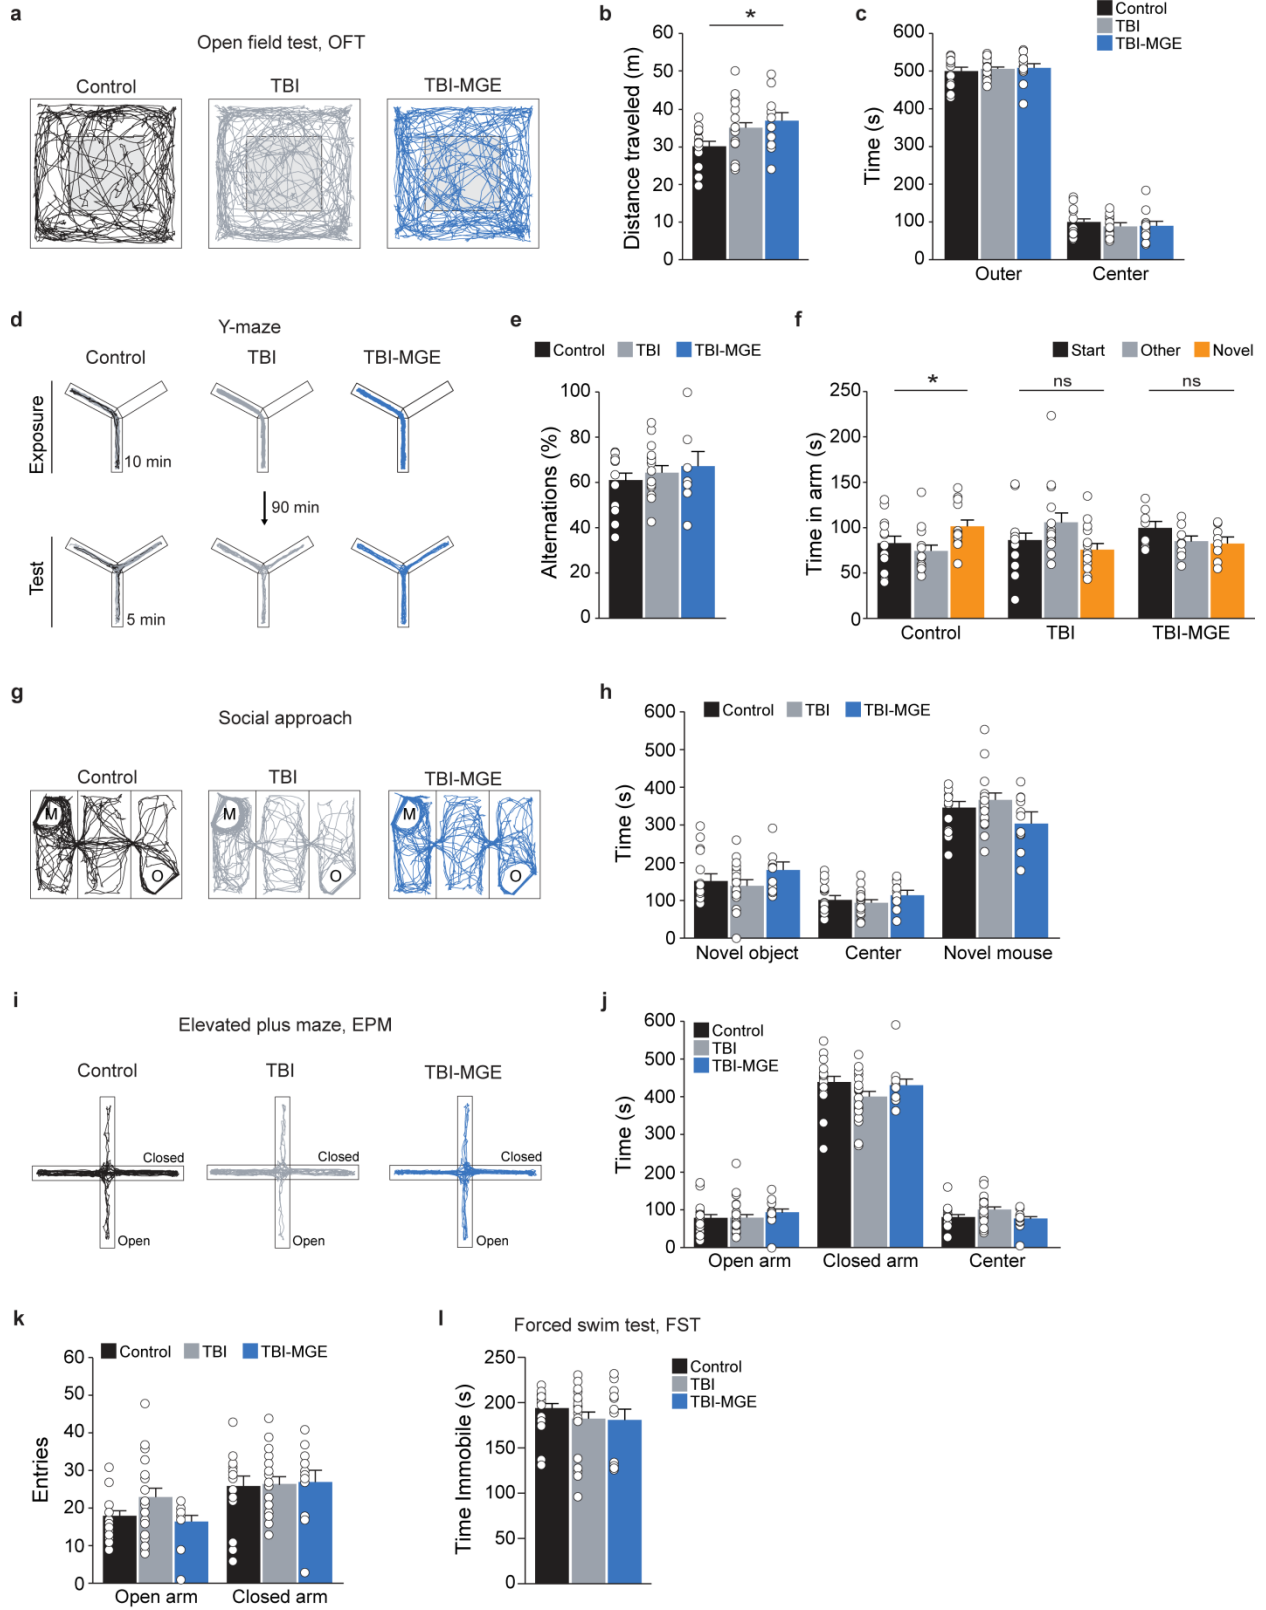 a
Open field test, OFT
Control
TBI
TBI-MGE
b
*
Distance traveled (m)
60
50
40
30
20
10
0
c
Control
TBI
TBI-MGE
Time (s)
600
500
400
300
200
100
0
Outer
Center
d
Y-maze
Control
TBI
TBI-MGE
Exposure
10 min
90 min
Test
5 min
e
Control
TBI
TBI-MGE
Alternations (%)
100
80
60
40
20
0
f
Start
Other
Novel
*
ns
ns
Time in arm (s)
250
200
150
100
50
0
Control
TBI
TBI-MGE
g
Social approach
Control
TBI
TBI-MGE
M
O
M
O
M
O
h
Control
TBI
TBI-MGE
Time (s)
600
500
400
300
200
100
0
Novel object
Center
Novel mouse
i
Elevated plus maze, EPM
Control
TBI
TBI-MGE
Closed
Closed
Closed
Open
Open
Open
j
Control
TBI
TBI-MGE
Time (s)
600
500
400
300
200
100
0
Open arm
Closed arm
Center
k
Control
TBI
TBI-MGE
Entries
60
50
40
30
20
10
0
Open arm
Closed arm
l
Forced swim test, FST
Control
TBI
TBI-MGE
Time Immobile (s)
250
200
150
100
50
0